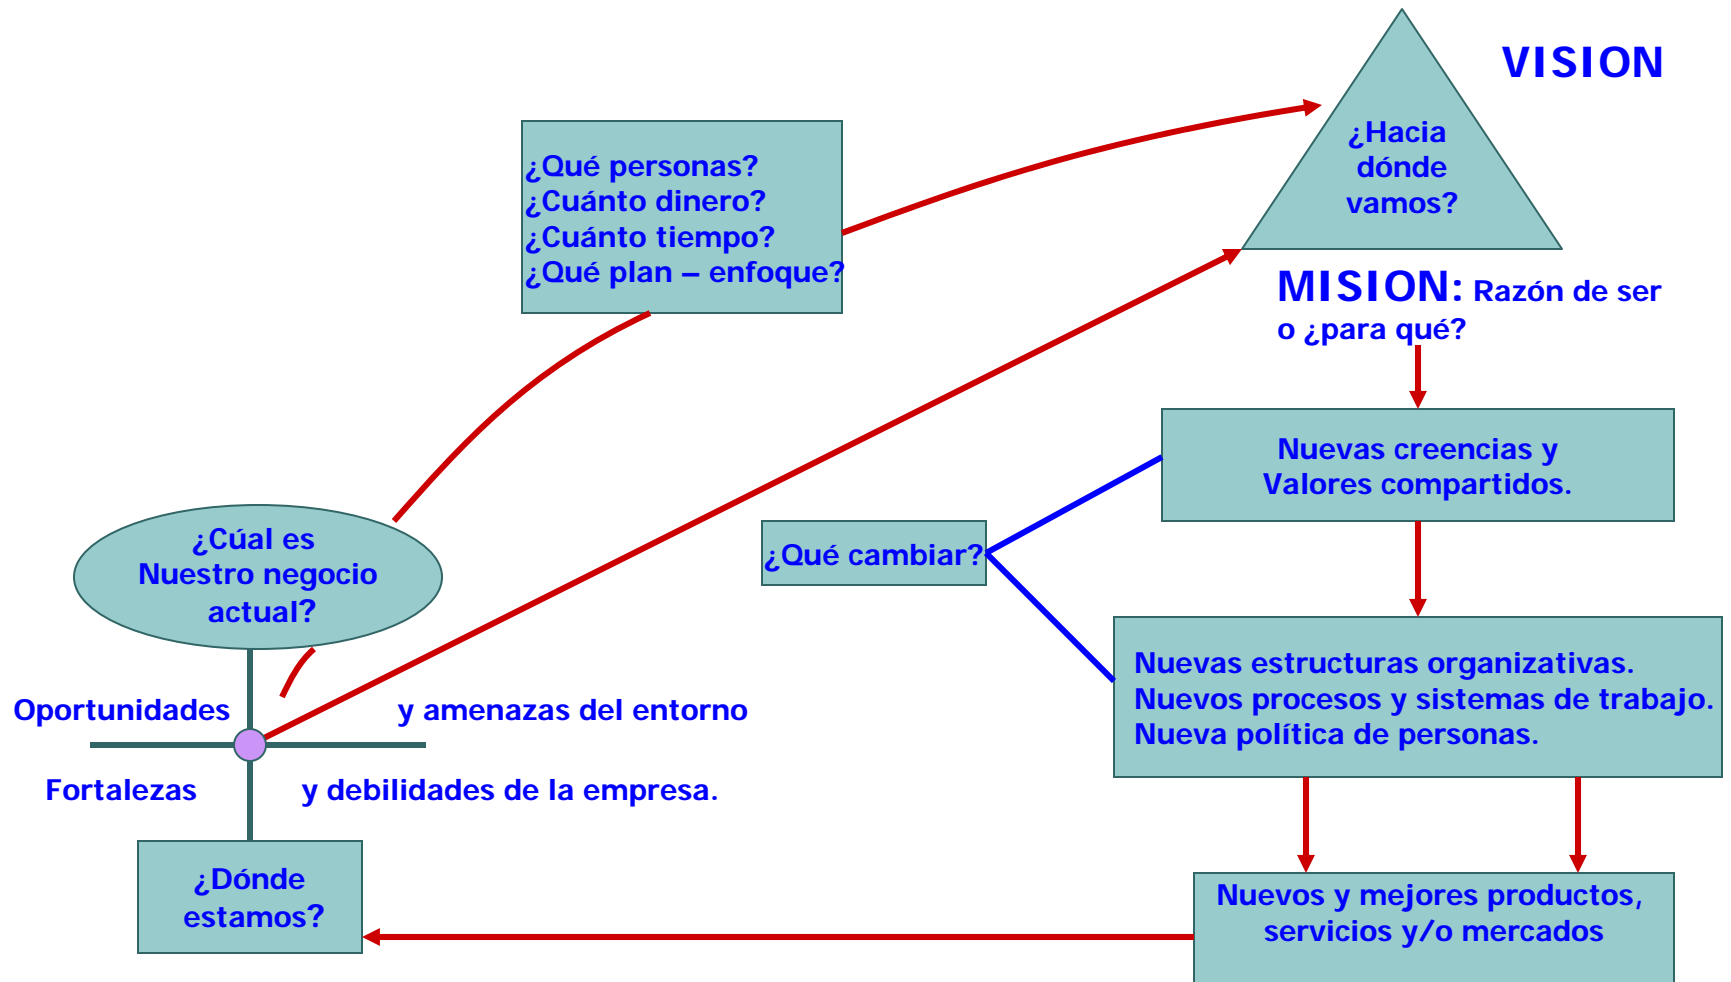 VISION
¿Hacia
dónde
vamos?
¿Qué personas?
¿Cuánto dinero?
¿Cuánto tiempo?
¿Qué plan – enfoque?
MISION: Razón de ser
o ¿para qué?
Nuevas creencias y
Valores compartidos.
¿Qué cambiar?
¿Cúal es
Nuestro negocio
actual?
Nuevas estructuras organizativas.
Nuevos procesos y sistemas de trabajo.
Nueva política de personas.
Oportunidades y amenazas del entorno
Fortalezas y debilidades de la empresa.
¿Dónde
estamos?
Nuevos y mejores productos,
servicios y/o mercados